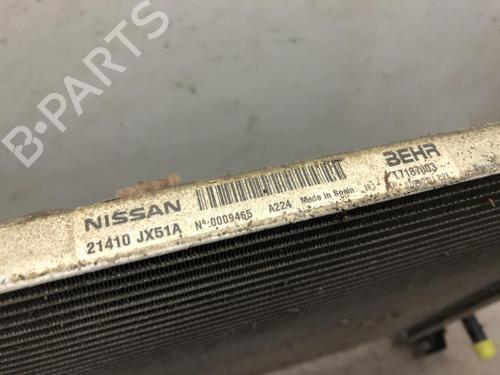 B-PARTS
NISSAN
21410 JX51A
Nº 0009465 A224 Made in Spain
BEHR